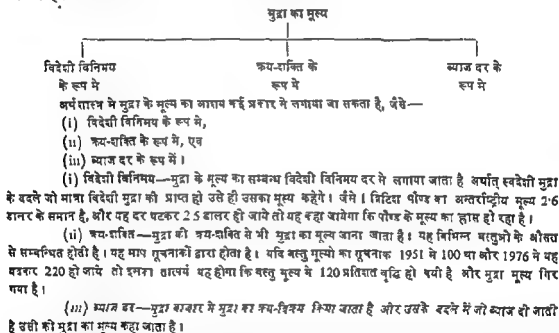 मुद्रा का मूल्य
विदेशी विनिमय क्रय-शक्ति के ब्याज दर के
के रूप मे रूप मे रूप मे
अर्थशास्त्र मे मुद्रा के मूल्य का आशय कई प्रकार मे लगाया जा सकता है, जैसे—
(i) विदेशी विनिमय के रूप मे,
(ii) क्रय-शक्ति के रूप मे, एव
(iii) ब्याज दर के रूप में ।
(i) विदेशी विनिमय—मुद्रा के मूल्य का सम्बन्ध विदेशी विनिमय दर मे लगाया जाता है अर्थात् स्वदेशी मुद्रा
के बदले जो मात्रा विदेशी मुद्रा की प्राप्त हो उसे ही उसका मूल्य कहेगे । जैमे 1 ब्रिटिश पौण्ड का अन्तर्राष्ट्रीय मूल्य 2·6
डालर के समान है, और यह दर घटकर 2 5 डालर हो जाये तो यह कहा जायेगा कि पौण्ड के मूल्य का ह्रास हो रहा है ।
(ii) क्रय-शक्ति—मुद्रा की क्रय-शक्ति से भी मुद्रा का मूल्य जाना जाता है । यह विभिन्न वस्तुओ के औसत
से सम्बन्धित होती है । यह माप सूचनाकों द्वारा होता है । यदि वस्तु मूल्यो का सूचनाक 1951 मे 100 था और 1976 मे यह
बढकर 220 हो जाये तो इसका तात्पर्य यह होगा कि वस्तु मूल्य मे 120 प्रतिशत वृद्धि हो गयी है और मुद्रा मूल्य गिर
गया है ।
(iii) ब्याज दर—मुद्रा बाजार मे मुद्रा का क्रय-विक्रय किया जाता है और उसके बदले में जो ब्याज दी जाती
है उसी को मुद्रा का मूल्य कहा जाता है ।